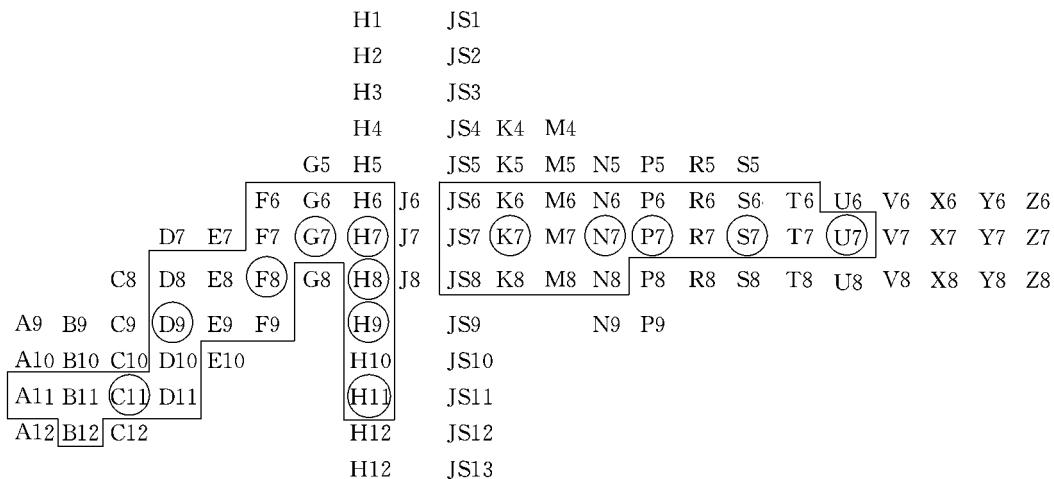 H1 JS1
H2 JS2
H3 JS3
H4 JS4 K4 M4
G5 H5 JS5 K5 M5 N5 P5 R5 S5
F6 G6 H6 J6 JS6 K6 M6 N6 P6 R6 S6 T6 U6 V6 X6 Y6 Z6
D7 E7 F7 G7 H7 J7 JS7 K7 M7 N7 P7 R7 S7 T7 U7 V7 X7 Y7 Z7
C8 D8 E8 F8 G8 H8 J8 JS8 K8 M8 N8 P8 R8 S8 T8 U8 V8 X8 Y8 Z8
A9 B9 C9 D9 E9 F9 H9 JS9 N9 P9
A10 B10 C10 D10 E10 H10 JS10
A11 B11 C11 D11 H11 JS11
A12 B12 C12 H12 JS12
H12 JS13